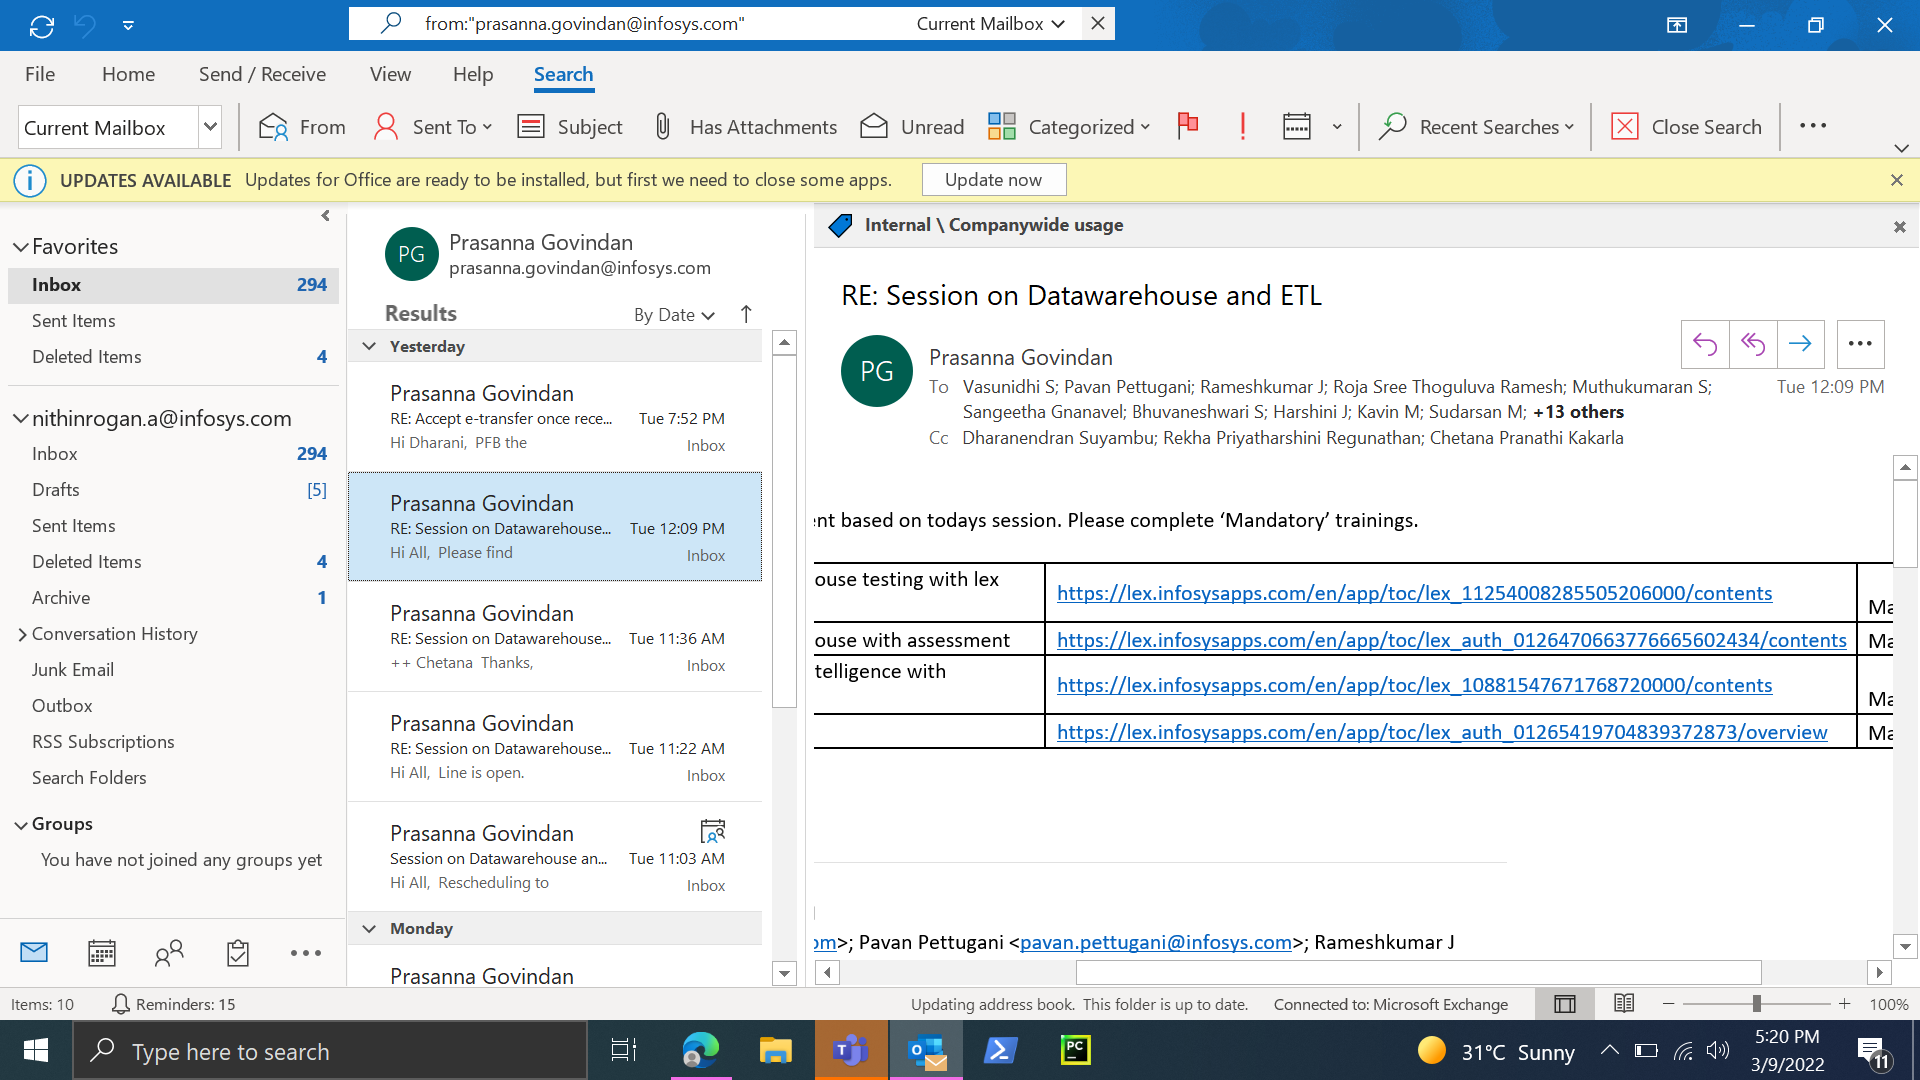 from:"prasanna.govindan@infosys.com" Current Mailbox
File Home Send / Receive View Help Search
Current Mailbox From Sent To Subject Has Attachments Unread Categorized Recent Searches Close Search
UPDATES AVAILABLE Updates for Office are ready to be installed, but first we need to close some apps. Update now
Favorites
Inbox 294
Sent Items
Deleted Items 4
nithinrogan.a@infosys.com
Inbox 294
Drafts [5]
Sent Items
Deleted Items 4
Archive 1
Conversation History
Junk Email
Outbox
RSS Subscriptions
Search Folders
Groups
You have not joined any groups yet
PG Prasanna Govindan
prasanna.govindan@infosys.com
Results By Date
Yesterday
Prasanna Govindan
RE: Accept e-transfer once rece... Tue 7:52 PM
Hi Dharani, PFB the Inbox
Prasanna Govindan
RE: Session on Datawarehouse... Tue 12:09 PM
Hi All, Please find Inbox
Prasanna Govindan
RE: Session on Datawarehouse... Tue 11:36 AM
++ Chetana Thanks, Inbox
Prasanna Govindan
RE: Session on Datawarehouse... Tue 11:22 AM
Hi All, Line is open. Inbox
Prasanna Govindan
Session on Datawarehouse an... Tue 11:03 AM
Hi All, Rescheduling to Inbox
Monday
Prasanna Govindan
Internal \ Companywide usage
RE: Session on Datawarehouse and ETL
PG Prasanna Govindan
To Vasunidhi S; Pavan Pettugani; Rameshkumar J; Roja Sree Thoguluva Ramesh; Muthukumaran S; Tue 12:09 PM
Sangeetha Gnanavel; Bhuvaneshwari S; Harshini J; Kavin M; Sudarsan M; +13 others
Cc Dharanendran Suyambu; Rekha Priyatharshini Regunathan; Chetana Pranathi Kakarla
nt based on todays session. Please complete ‘Mandatory’ trainings.
ouse testing with lex https://lex.infosysapps.com/en/app/toc/lex_11254008285505206000/contents Ma
ouse with assessment https://lex.infosysapps.com/en/app/toc/lex_auth_0126470663776665602434/contents Ma
telligence with https://lex.infosysapps.com/en/app/toc/lex_10881547671768720000/contents Ma
https://lex.infosysapps.com/en/app/toc/lex_auth_01265419704839372873/overview Ma
om>; Pavan Pettugani <pavan.pettugani@infosys.com>; Rameshkumar J
Items: 10 Reminders: 15 Updating address book. This folder is up to date. Connected to: Microsoft Exchange 100%
Type here to search 31°C Sunny 5:20 PM
3/9/2022 11